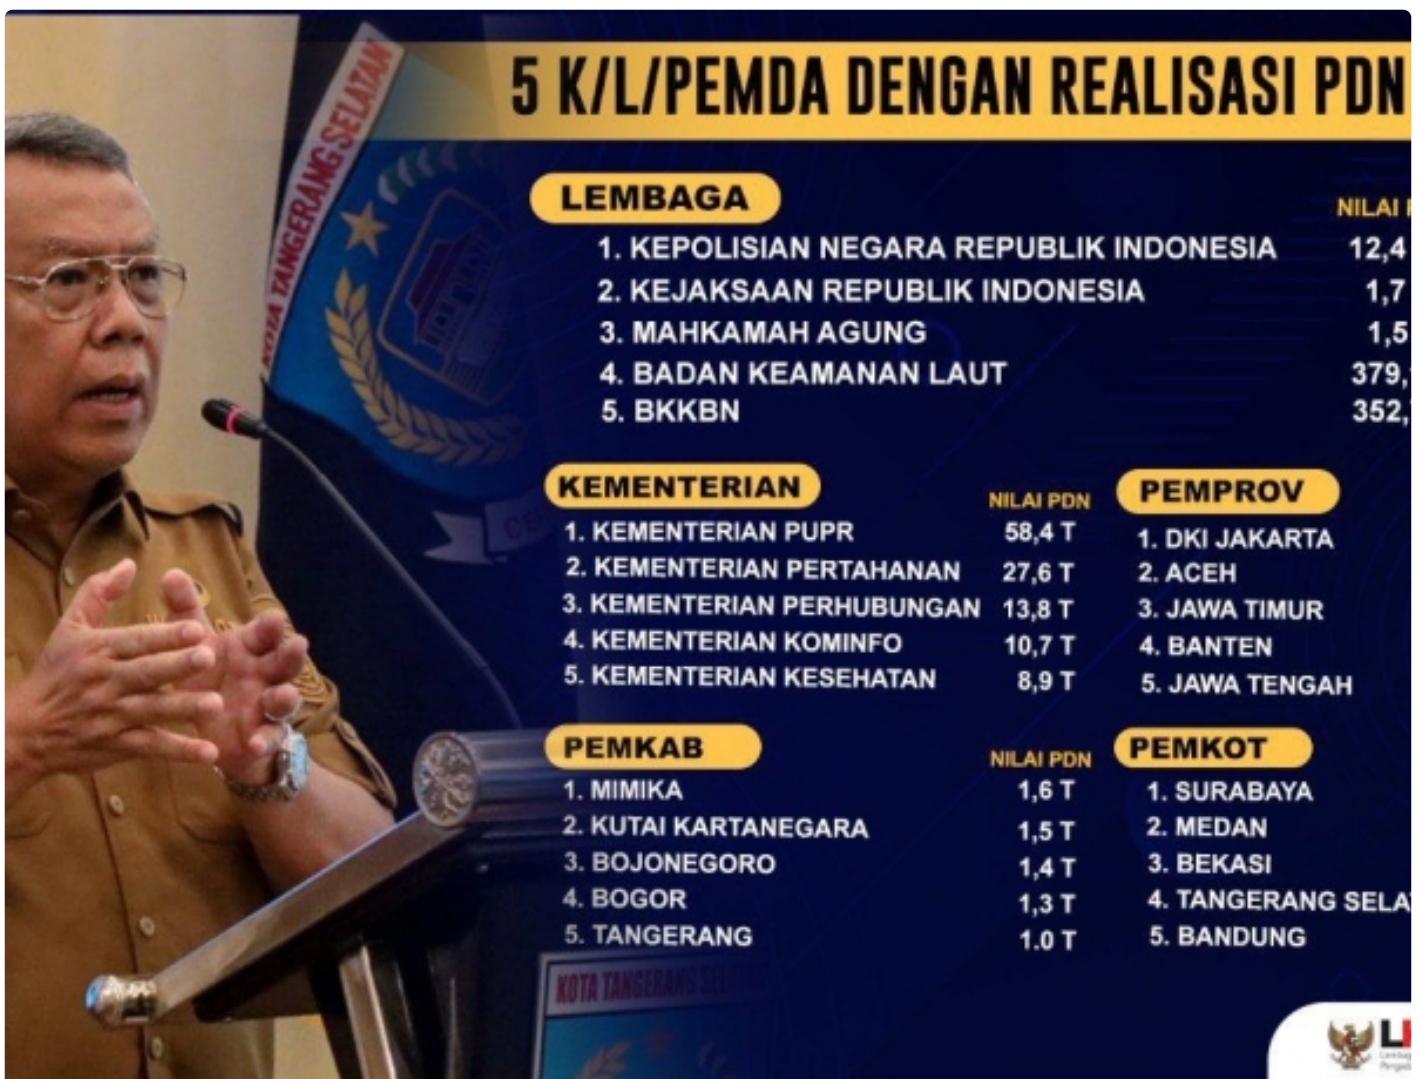 5 K/L/PEMDA DENGAN REALISASI PDN
KOTA TANGERANG SELATAN
LEMBAGA
NILAI
1. KEPOLISIAN NEGARA REPUBLIK INDONESIA 12,4
2. KEJAKSAAN REPUBLIK INDONESIA 1,7
3. MAHKAMAH AGUNG 1,5
4. BADAN KEAMANAN LAUT 379,
5. BKKBN 352,
KEMENTERIAN
NILAI PDN
1. KEMENTERIAN PUPR 58,4 T
2. KEMENTERIAN PERTAHANAN 27,6 T
3. KEMENTERIAN PERHUBUNGAN 13,8 T
4. KEMENTERIAN KOMINFO 10,7 T
5. KEMENTERIAN KESEHATAN 8,9 T
PEMPROV
1. DKI JAKARTA
2. ACEH
3. JAWA TIMUR
4. BANTEN
5. JAWA TENGAH
PEMKAB
NILAI PDN
1. MIMIKA 1,6 T
2. KUTAI KARTANEGARA 1,5 T
3. BOJONEGORO 1,4 T
4. BOGOR 1,3 T
5. TANGERANG 1.0 T
PEMKOT
1. SURABAYA
2. MEDAN
3. BEKASI
4. TANGERANG
5. BANDUNG
KOTA TANGERANG SELATAN